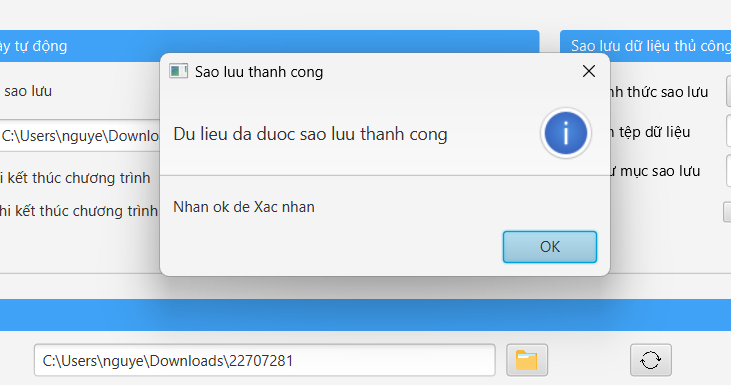 ày tự động
Sao lưu dữ liệu thủ công
Sao luu thanh cong
sao lưu
thức sao lưu
C:\Users\nguye\Downlo
Du lieu da duoc sao luu thanh cong
tệp dữ liệu
mục sao lưu
i kết thúc chương trình
hi kết thúc chương trình
Nhan ok de Xac nhan
OK
C:\Users\nguye\Downloads\22707281